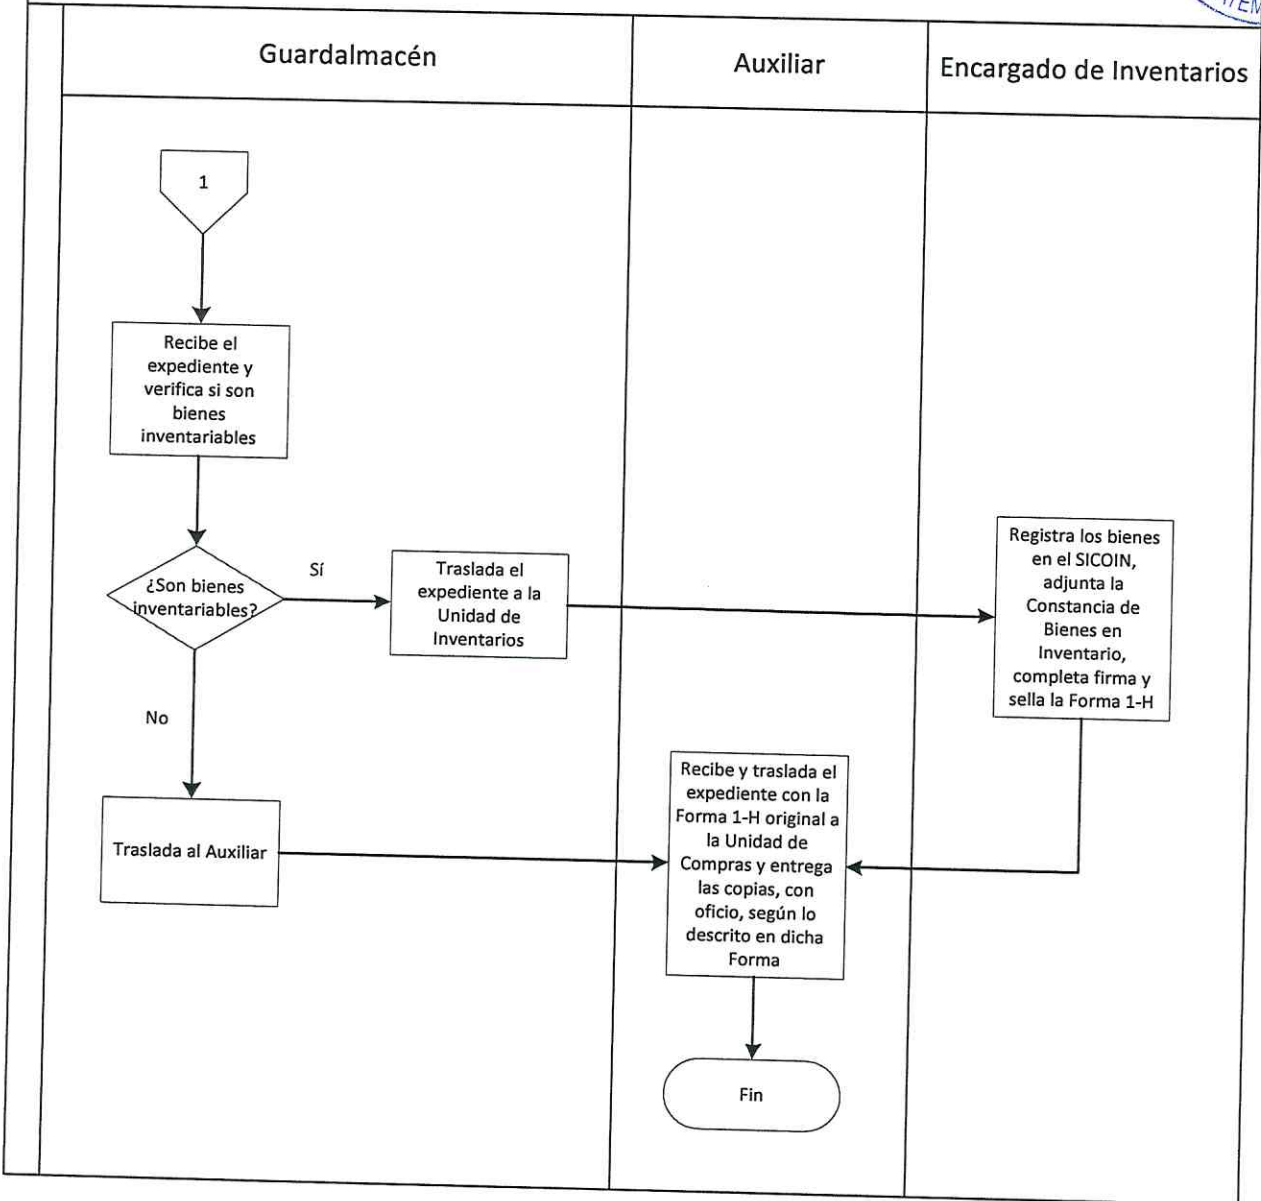 Guardalmacén
Auxiliar
Encargado de Inventarios
1
Recibe el
expediente y
verifica si son
bienes
inventariables
¿Son bienes
inventariables?
Sí
No
Traslada el
expediente a la
Unidad de
Inventarios
Registra los bienes
en el SICOIN,
adjunta la
Constancia de
Bienes en
Inventario,
completa firma y
sella la Forma 1-H
Traslada al Auxiliar
Recibe y traslada el
expediente con la
Forma 1-H original a
la Unidad de
Compras y entrega
las copias, con
oficio, según lo
descrito en dicha
Forma
Fin